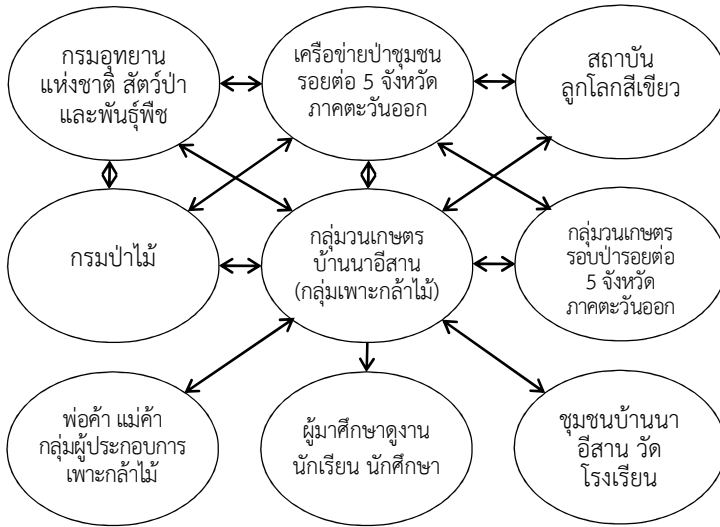 กรมอุทยาน
แห่งชาติ สัตว์ป่า
และพันธุ์พืช
เครือข่ายป่าชุมชน
รอยต่อ 5 จังหวัด
ภาคตะวันออก
สถาบัน
ลูกโลกสีเขียว
กรมป่าไม้
กลุ่มวนเกษตร
บ้านนาอีสาน
(กลุ่มเพาะกล้าไม้)
กลุ่มวนเกษตร
รอบป่ารอยต่อ
5 จังหวัด
ภาคตะวันออก
พ่อค้า แม่ค้า
กลุ่มผู้ประกอบการ
เพาะกล้าไม้
ผู้มาศึกษาดูงาน
นักเรียน นักศึกษา
ชุมชนบ้านนา
อีสาน วัด
โรงเรียน